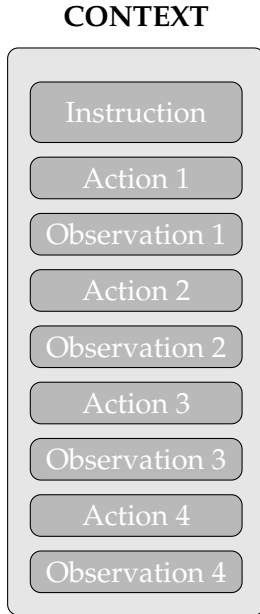 CONTEXT
Instruction
Action 1
Observation 1
Action 2
Observation 2
Action 3
Observation 3
Action 4
Observation 4